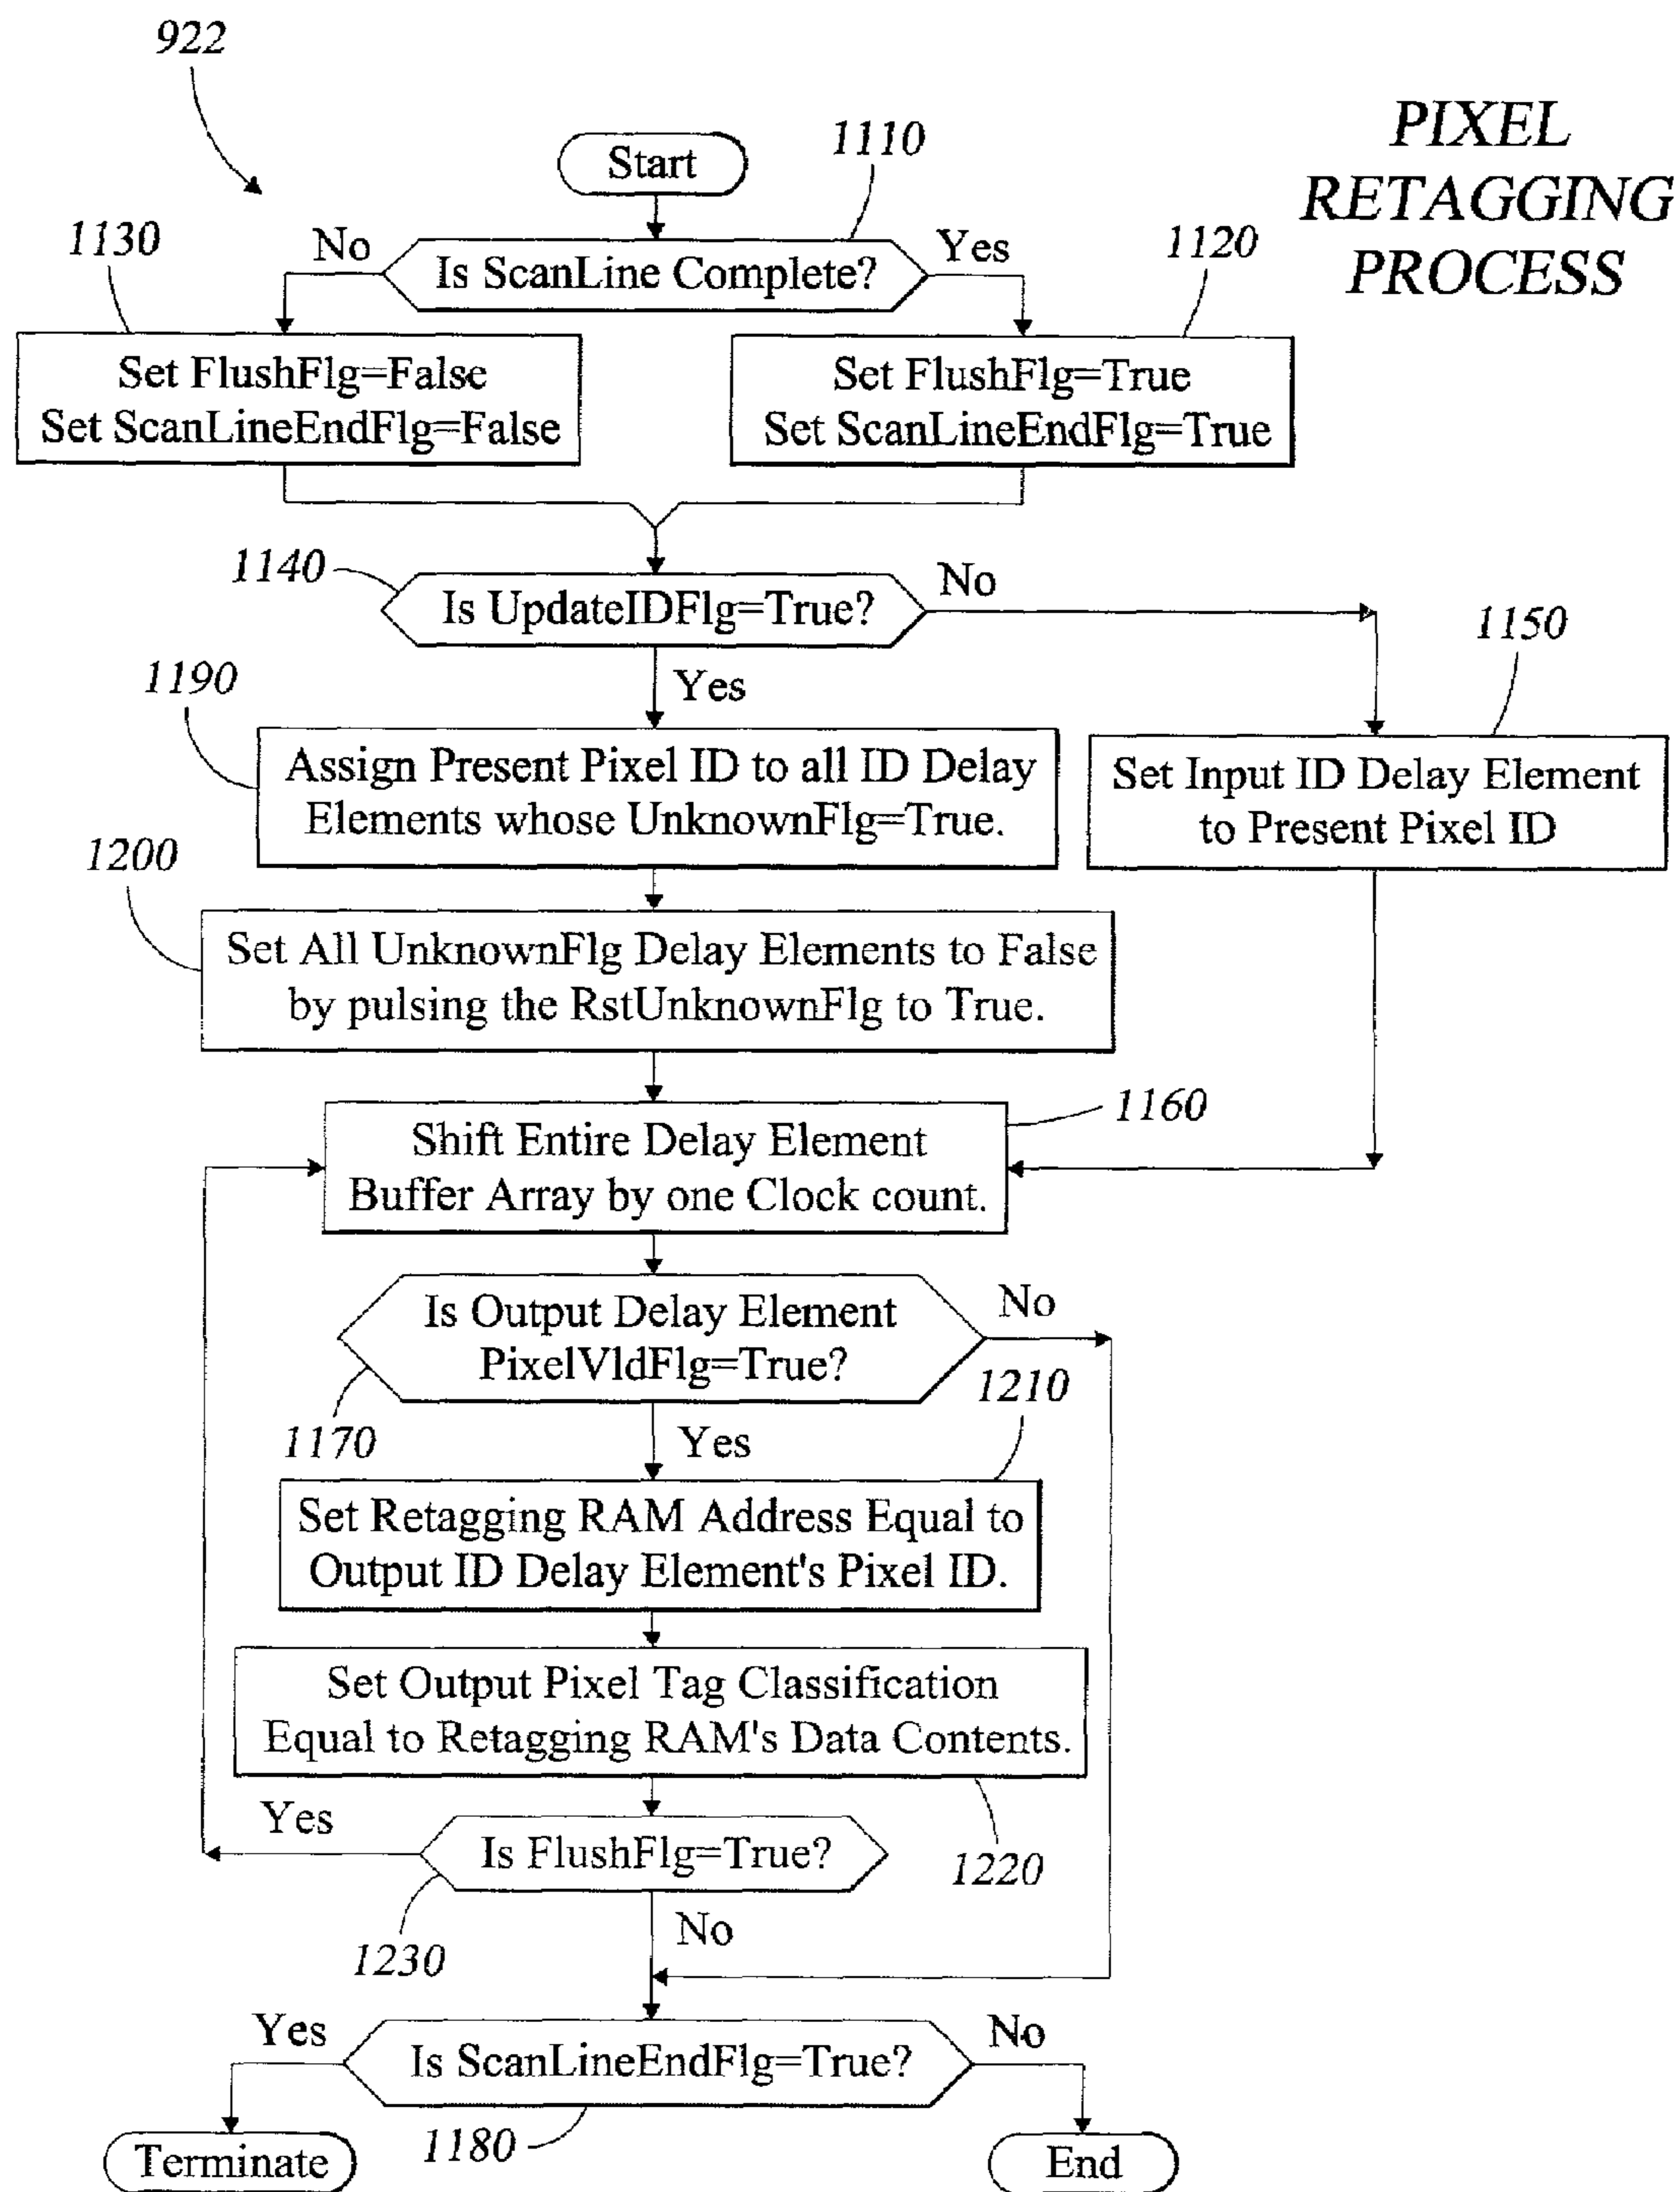 922
PIXEL
RETAGGING
PROCESS
Start
1110
No
Is ScanLine Complete?
Yes
1130
1120
Set FlushFlg=False
Set ScanLineEndFlg=False
Set FlushFlg=True
Set ScanLineEndFlg=True
1140
Is UpdateIDFlg=True?
No
Yes
1150
1190
Assign Present Pixel ID to all ID Delay
Elements whose UnknownFlg=True.
Set Input ID Delay Element
to Present Pixel ID
1200
Set All UnknownFlg Delay Elements to False
by pulsing the RstUnknownFlg to True.
1160
Shift Entire Delay Element
Buffer Array by one Clock count.
Is Output Delay Element
PixelVldFlg=True?
No
1170
Yes
1210
Set Retagging RAM Address Equal to
Output ID Delay Element's Pixel ID.
Set Output Pixel Tag Classification
Equal to Retagging RAM's Data Contents.
1220
Yes
Is FlushFlg=True?
1230
No
Yes
Is ScanLineEndFlg=True?
No
1180
Terminate
End